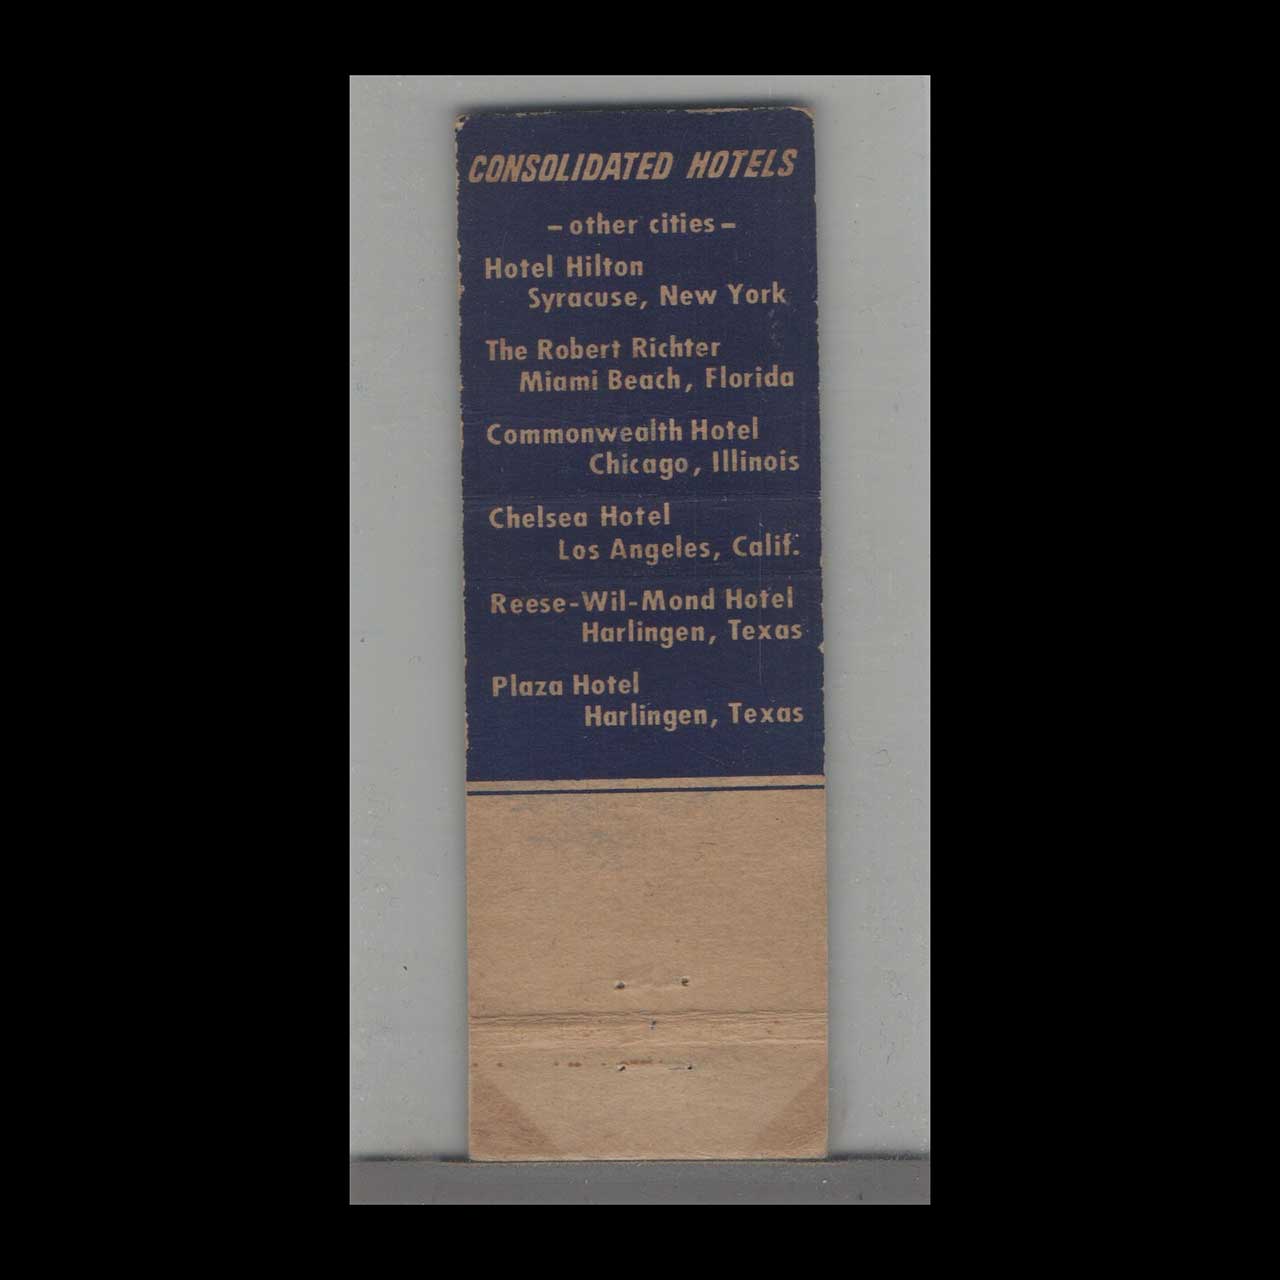 CONSOLIDATED HOTELS
- other cities -
Hotel Hilton
Syracuse, New York
The Robert Richter
Miami Beach, Florida
Commonwealth Hotel
Chicago, Illinois
Chelsea Hotel
Los Angeles, Calif.
Reese-Wil-Mond Hotel
Harlingen, Texas
Plaza Hotel
Harlingen, Texas